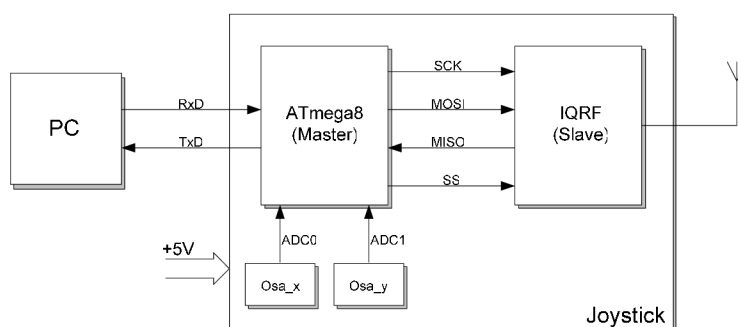 PC
RxD
TxD
ATmega8
(Master)
SCK
MOSI
MISO
SS
IQRF
(Slave)
ADC0
ADC1
+5V
Osa_x
Osa_y
Joystick